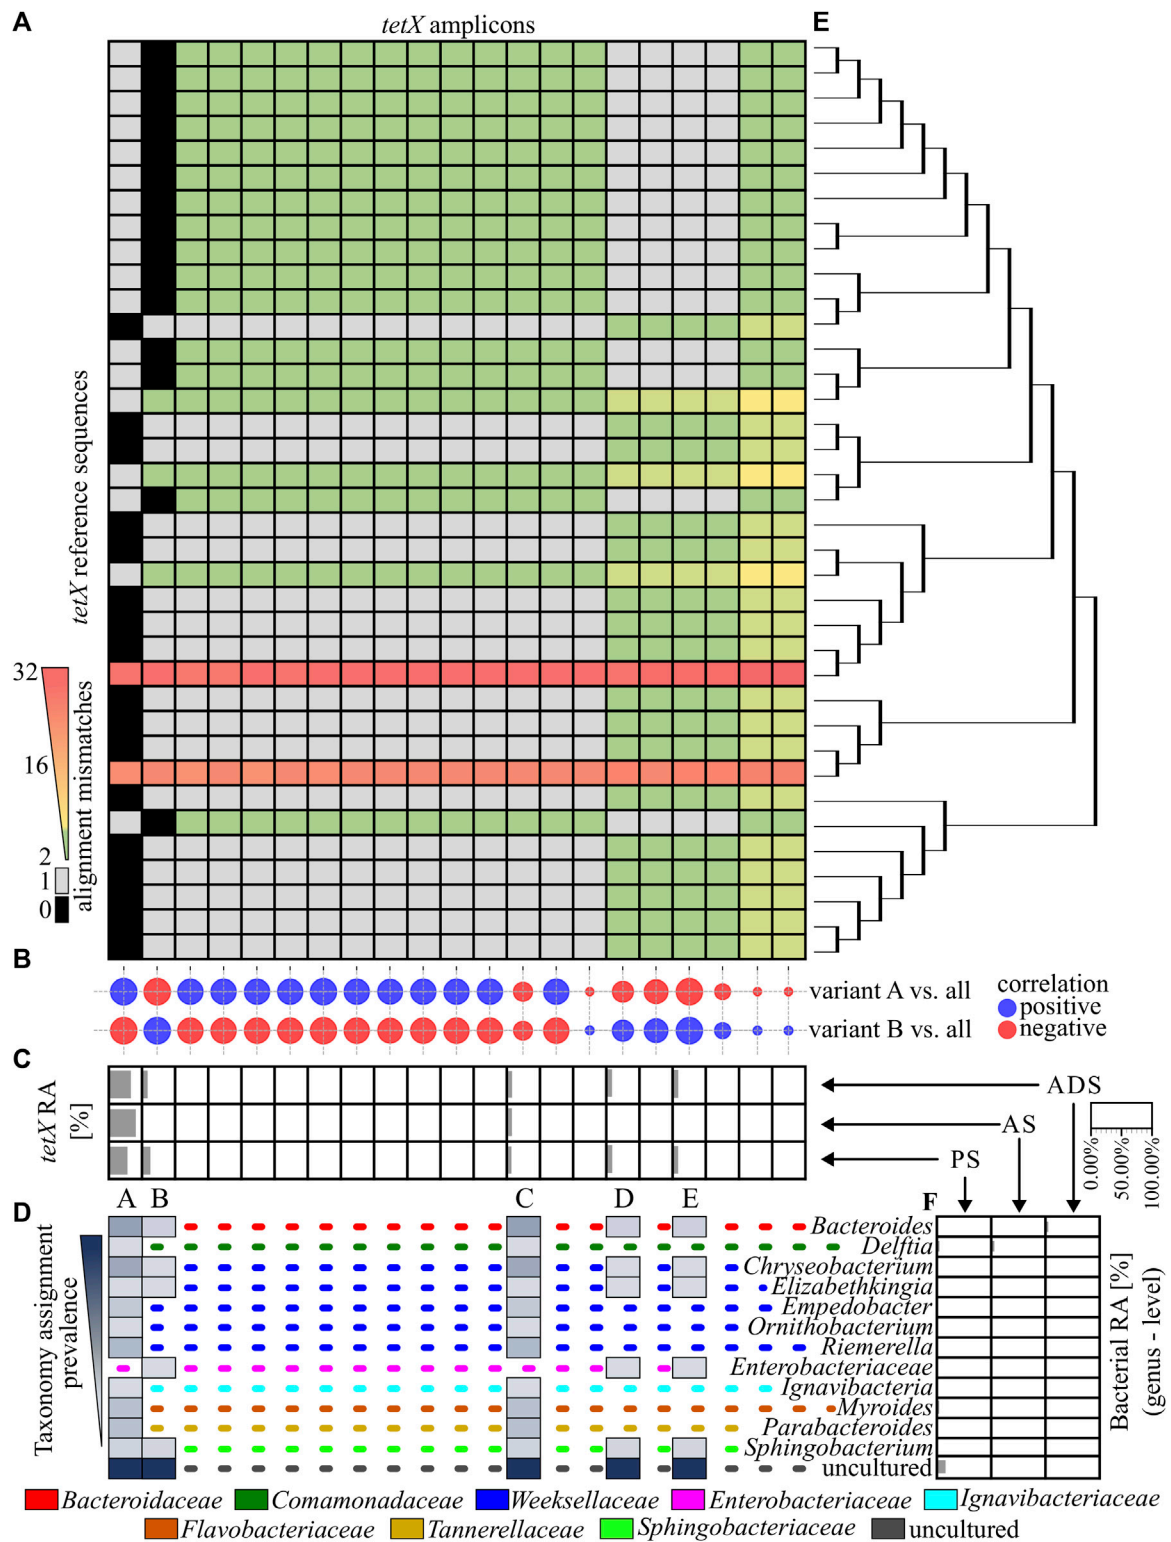 A
tetX amplicons
E
tetX reference sequences
32
16
2
1
0
alignment mismatches
B
variant A vs. all
variant B vs. all
correlation
positive
negative
C
tetX RA
[%]
ADS
AS
PS
0.00%
50.00%
100.00%
A B C D E
F
D
Taxonomy assignment
prevalence
Bacteroides
Delftia
Chryseobacterium
Elizabethkingia
Empedobacter
Ornithobacterium
Riemerella
Enterobacteriaceae
Ignavibacteria
Myroides
Parabacteroides
Sphingobacterium
uncultured
Bacterial RA [%]
(genus - level)
Bacteroidaceae Comamonadaceae Weeksellaceae Enterobacteriaceae Ignavibacteriaceae
Flavobacteriaceae Tannerellaceae Sphingobacteriaceae uncultured